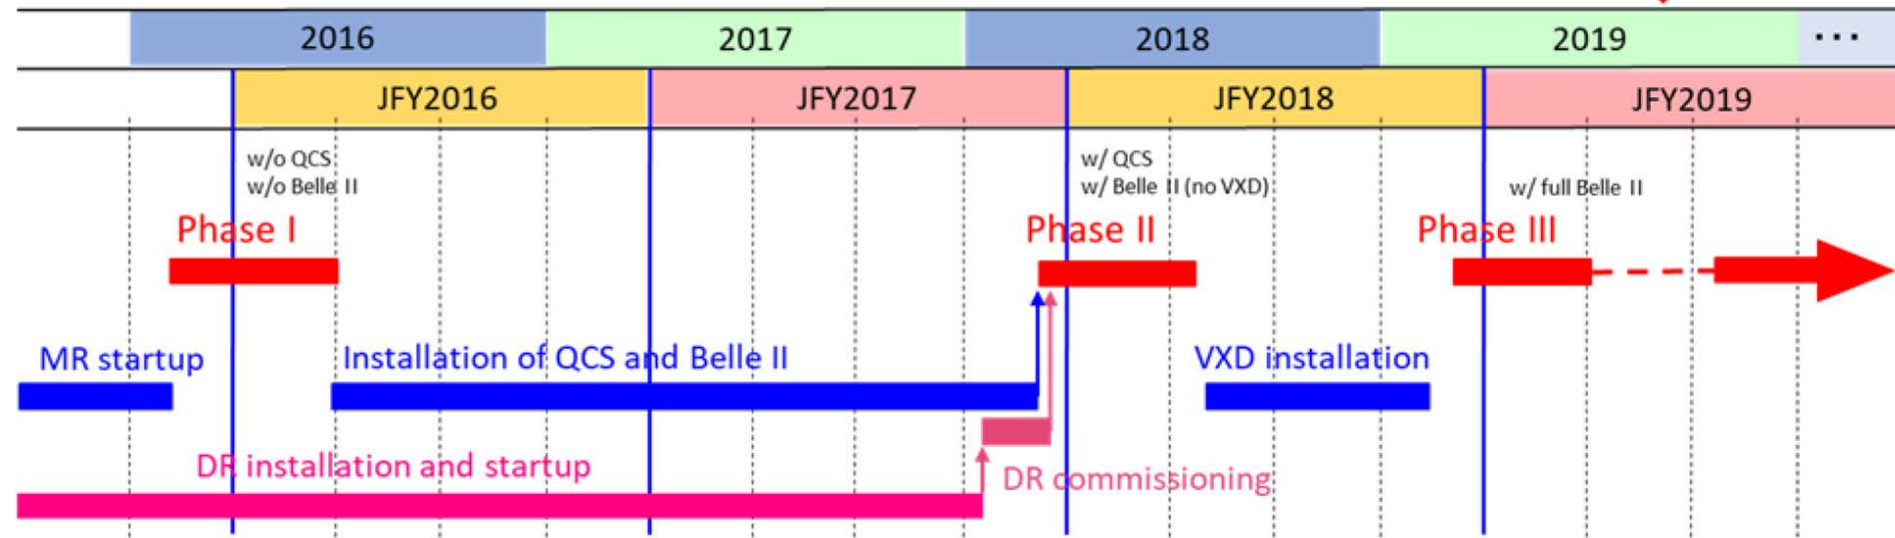 2016 2017 2018 2019 ...
JFY2016 JFY2017 JFY2018 JFY2019
w/o QCS
w/o Belle II
w/ QCS
w/ Belle II (no VXD)
w/ full Belle II
Phase I
Phase II
Phase III
MR startup
Installation of QCS and Belle II
VXD installation
DR installation and startup
DR commissioning